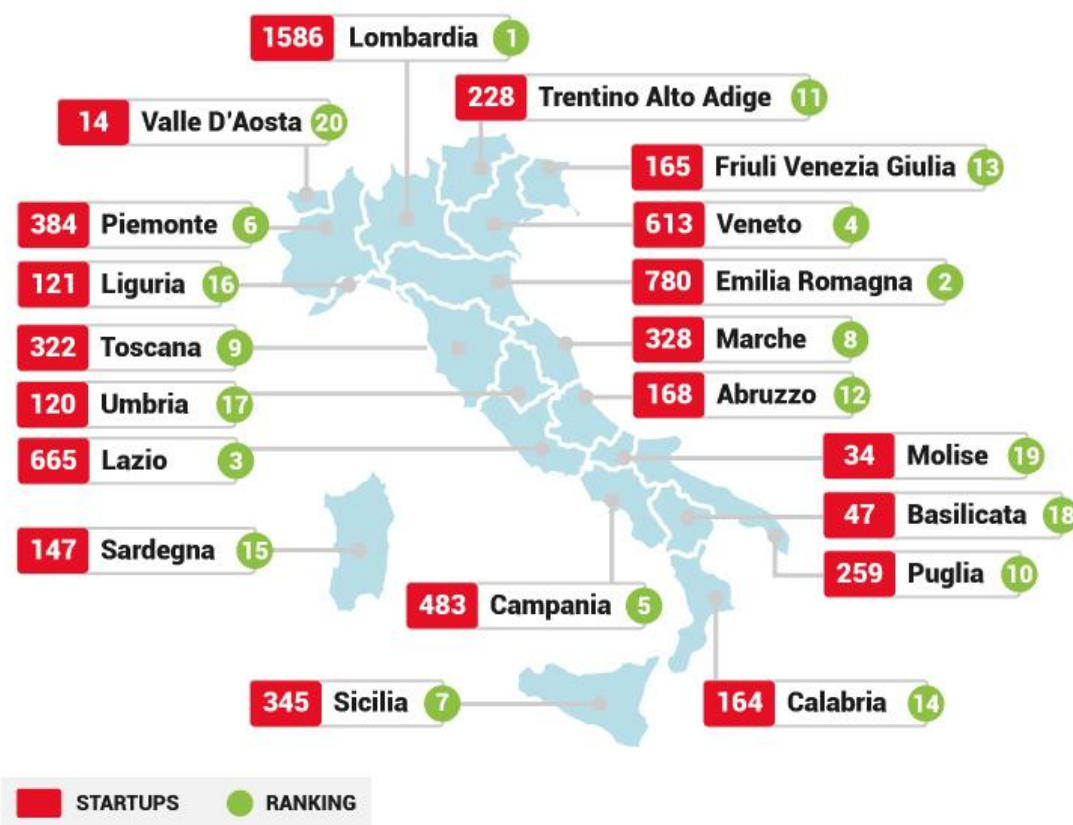 1586 Lombardia 1
228 Trentino Alto Adige 11
14 Valle D'Aosta 20
165 Friuli Venezia Giulia 13
384 Piemonte 6
613 Veneto 4
121 Liguria 16
780 Emilia Romagna 2
322 Toscana 9
328 Marche 8
120 Umbria 17
168 Abruzzo 12
665 Lazio 3
34 Molise 19
47 Basilicata 18
147 Sardegna 15
259 Puglia 10
483 Campania 5
345 Sicilia 7
164 Calabria 14
STARTUPS RANKING